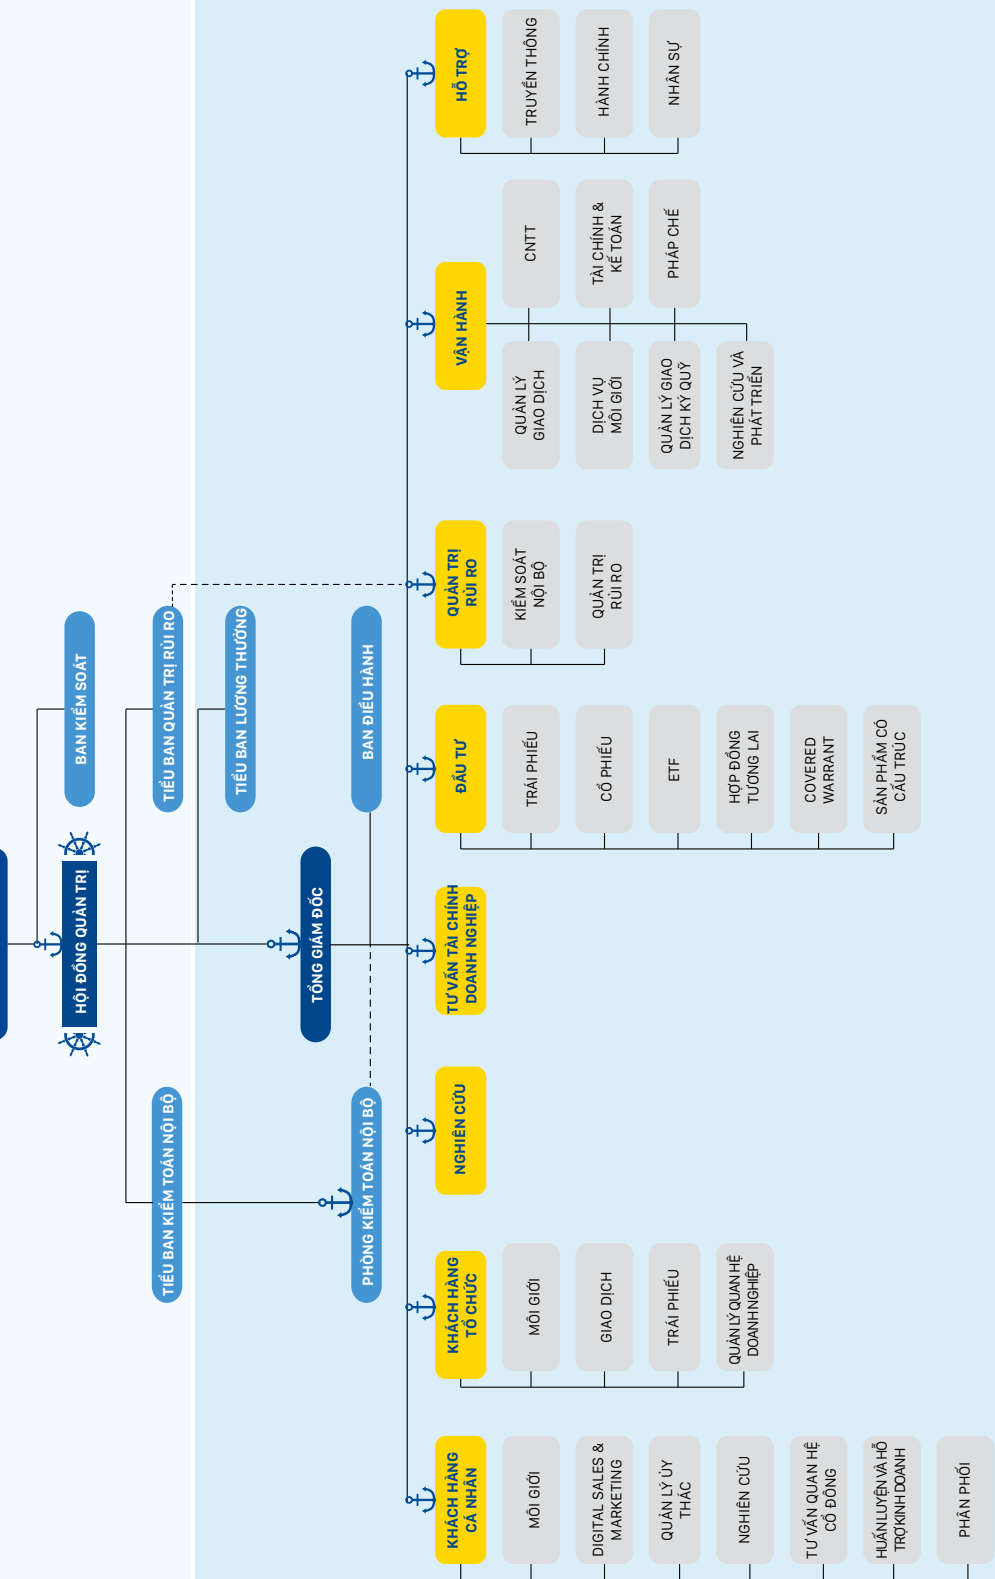 BAN KIỂM SOÁT
HỘI ĐỒNG QUẢN TRỊ
TIỂU BAN KIỂM TOÁN NỘI BỘ
TIỂU BAN QUẢN TRỊ RỦI RO
TIỂU BAN LƯƠNG THƯỞNG
TỔNG GIÁM ĐỐC
PHÒNG KIỂM TOÁN NỘI BỘ
BAN ĐIỀU HÀNH
KHÁCH HÀNG
CÁ NHÂN
MÔI GIỚI
DIGITAL SALES &
MARKETING
QUẢN LÝ ỦY
THÁC
NGHIÊN CỨU
TƯ VẤN QUAN HỆ
CỔ ĐÔNG
HUẤN LUYỆN VÀ HỖ
TRỢ KINH DOANH
PHÂN PHỐI
KHÁCH HÀNG
TỔ CHỨC
MÔI GIỚI
GIAO DỊCH
TRÁI PHIẾU
QUẢN LÝ QUAN HỆ
DOANH NGHIỆP
NGHIÊN CỨU
TƯ VẤN TÀI CHÍNH
DOANH NGHIỆP
ĐẦU TƯ
TRÁI PHIẾU
CỔ PHIẾU
ETF
HỢP ĐỒNG
TƯƠNG LAI
COVERED
WARRANT
SẢN PHẨM CÓ
CẤU TRÚC
QUẢN TRỊ
RỦI RO
KIỂM SOÁT
NỘI BỘ
QUẢN TRỊ
RỦI RO
VẬN HÀNH
QUẢN LÝ
GIAO DỊCH
CNTT
DỊCH VỤ
MÔI GIỚI
TÀI CHÍNH &
KẾ TOÁN
QUẢN LÝ GIAO
DỊCH KÝ QUỸ
PHÁP CHẾ
NGHIÊN CỨU VÀ
PHÁT TRIỂN
HỖ TRỢ
TRUYỀN THÔNG
HÀNH CHÍNH
NHÂN SỰ